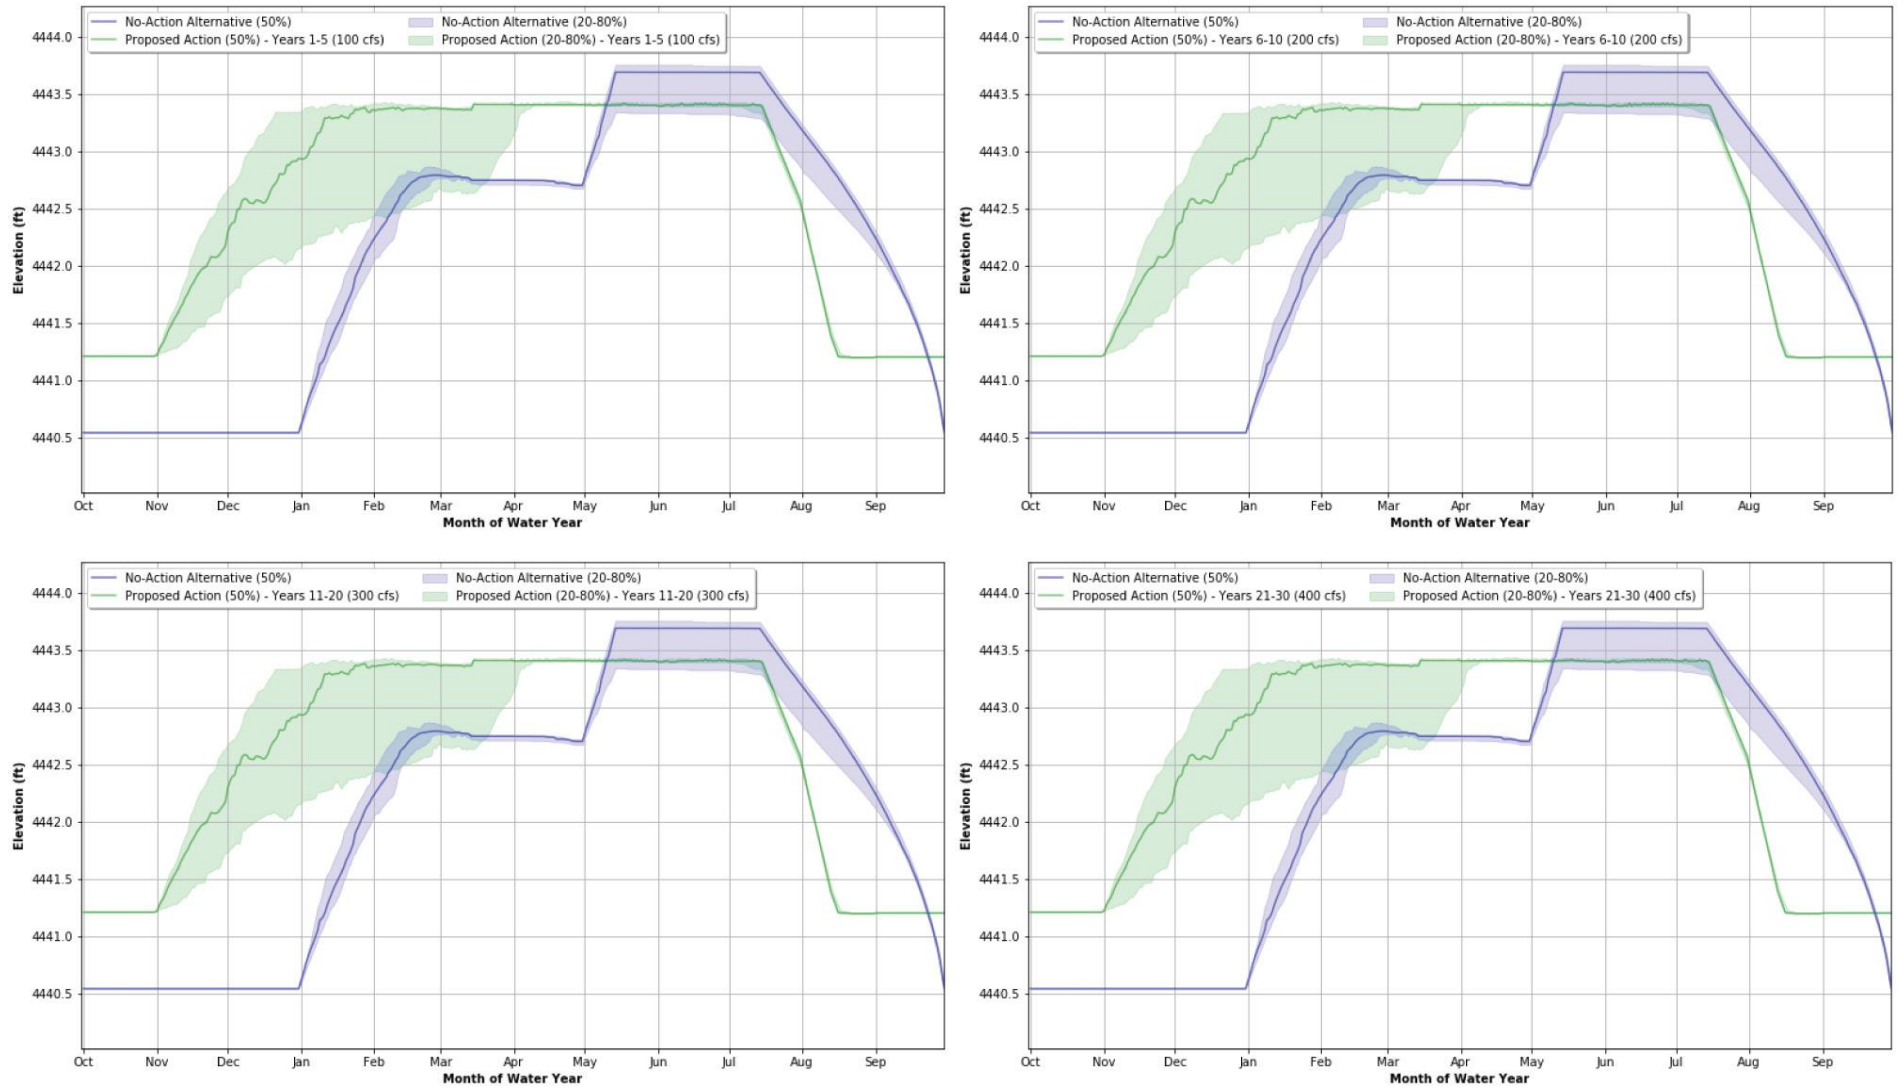 No-Action Alternative (50%) No-Action Alternative (20-80%)
Proposed Action (50%) - Years 1-5 (100 cfs) Proposed Action (20-80%) - Years 1-5 (100 cfs)
4444.0
4443.5
4443.0
4442.5
4442.0
4441.5
4441.0
4440.5
Elevation (ft)
Oct Nov Dec Jan Feb Mar Apr May Jun Jul Aug Sep
Month of Water Year
No-Action Alternative (50%) No-Action Alternative (20-80%)
Proposed Action (50%) - Years 6-10 (200 cfs) Proposed Action (20-80%) - Years 6-10 (200 cfs)
4444.0
4443.5
4443.0
4442.5
4442.0
4441.5
4441.0
4440.5
Elevation (ft)
Oct Nov Dec Jan Feb Mar Apr May Jun Jul Aug Sep
Month of Water Year
No-Action Alternative (50%) No-Action Alternative (20-80%)
Proposed Action (50%) - Years 11-20 (300 cfs) Proposed Action (20-80%) - Years 11-20 (300 cfs)
4444.0
4443.5
4443.0
4442.5
4442.0
4441.5
4441.0
4440.5
Elevation (ft)
Oct Nov Dec Jan Feb Mar Apr May Jun Jul Aug Sep
Month of Water Year
No-Action Alternative (50%) No-Action Alternative (20-80%)
Proposed Action (50%) - Years 21-30 (400 cfs) Proposed Action (20-80%) - Years 21-30 (400 cfs)
4444.0
4443.5
4443.0
4442.5
4442.0
4441.5
4441.0
4440.5
Elevation (ft)
Oct Nov Dec Jan Feb Mar Apr May Jun Jul Aug Sep
Month of Water Year